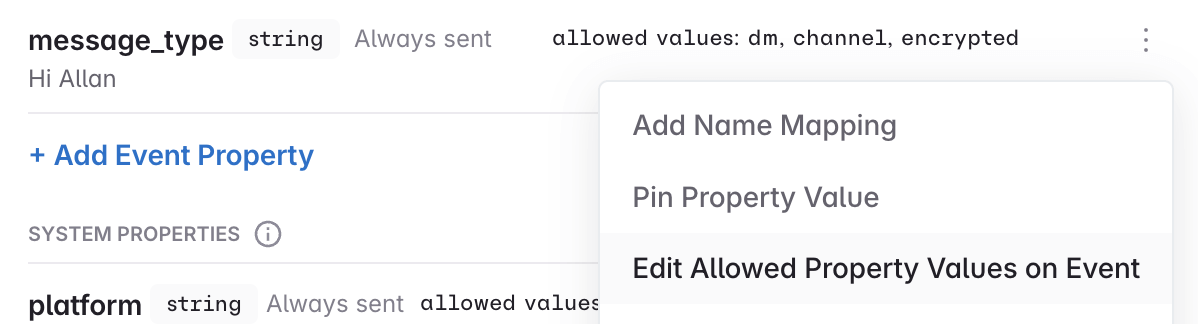 message_type string Always sent allowed values: dm, channel, encrypted
Hi Allan
Add Name Mapping
+ Add Event Property
Pin Property Value
SYSTEM PROPERTIES
Edit Allowed Property Values on Event
platform string Always sent allowed values